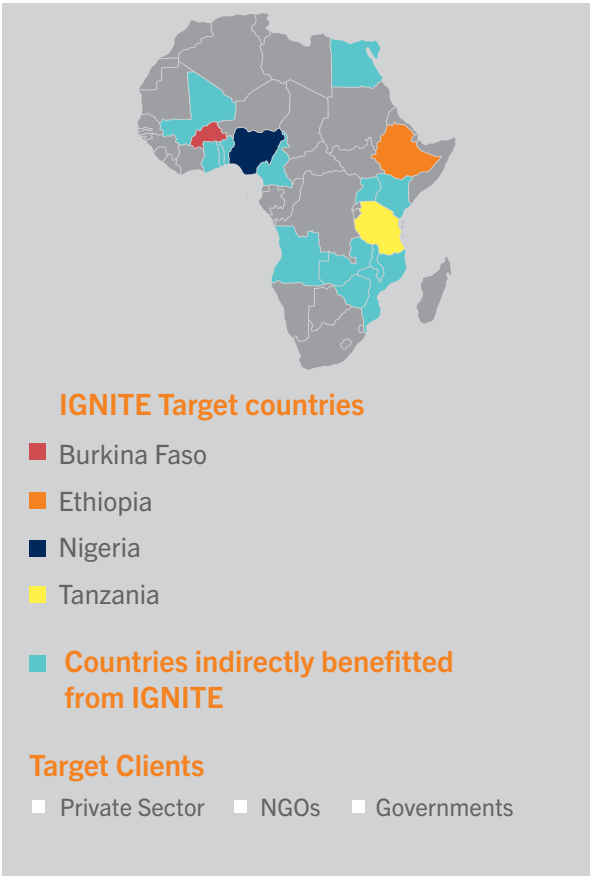 IGNITE Target countries
Burkina Faso
Ethiopia
Nigeria
Tanzania
Countries indirectly benefitted
from IGNITE
Target Clients
Private Sector NGOs Governments